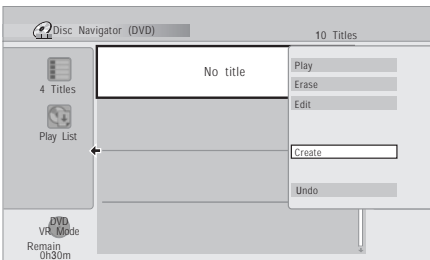 Disc Navigator (DVD)
10 Titles
4 Titles
Play List
No title
Play
Erase
Edit
Create
Undo
DVD
VR Mode
Remain
0h30m